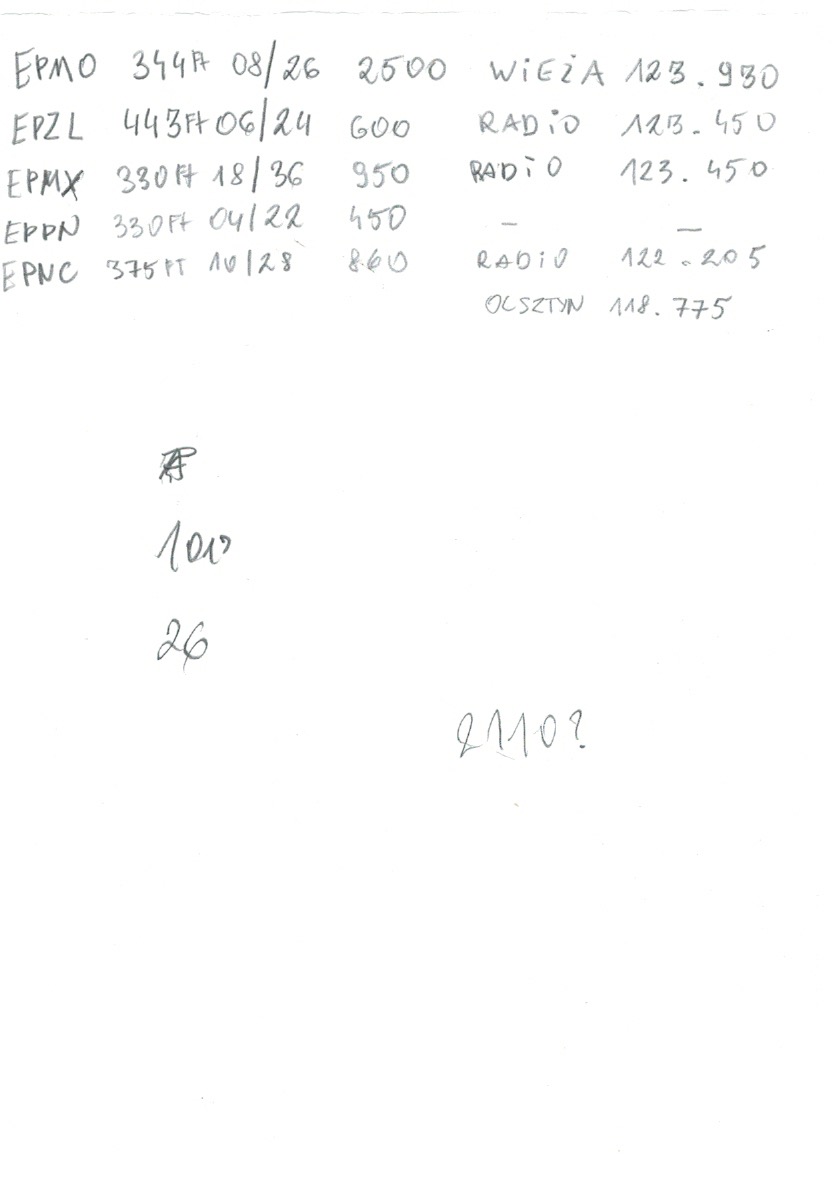 EPMO 344Ft 08/26 2500 WIEŻA 123.930
EPZL 443Ft 06/24 600 RADIO 123.450
EPMX 330Ft 18/36 950 RADIO 123.450
EPPN 330Ft 04/22 450 - -
EPNC 375FT 10/28 860 RADIO 122.205
OLSZTYN 118.775
26
2110?